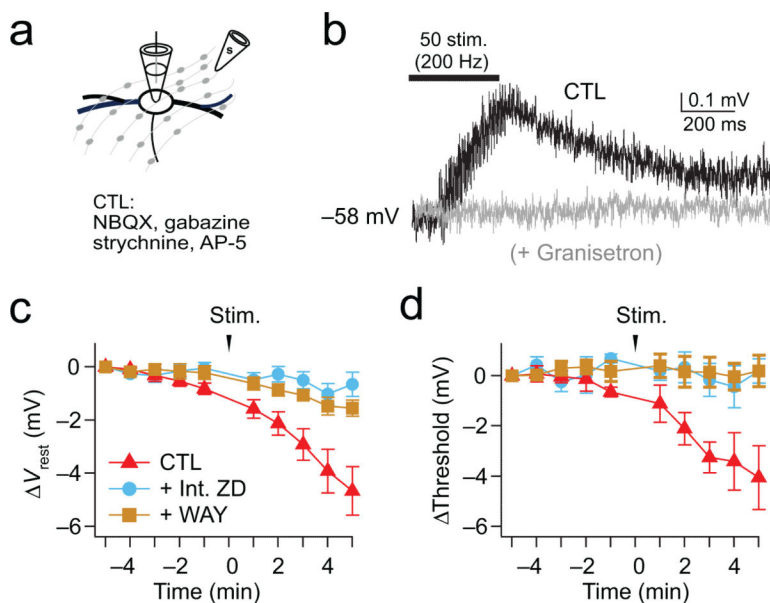 a
s
CTL:
NBQX, gabazine
strychnine, AP-5
b
50 stim.
(200 Hz)
CTL
0.1 mV
200 ms
–58 mV
(+ Granisetron)
c
Stim.
ΔVrest (mV)
0
–2
–4
–6
CTL
+ Int. ZD
+ WAY
–4 –2 0 2 4
Time (min)
d
Stim.
ΔThreshold (mV)
0
–2
–4
–6
–4 –2 0 2 4
Time (min)